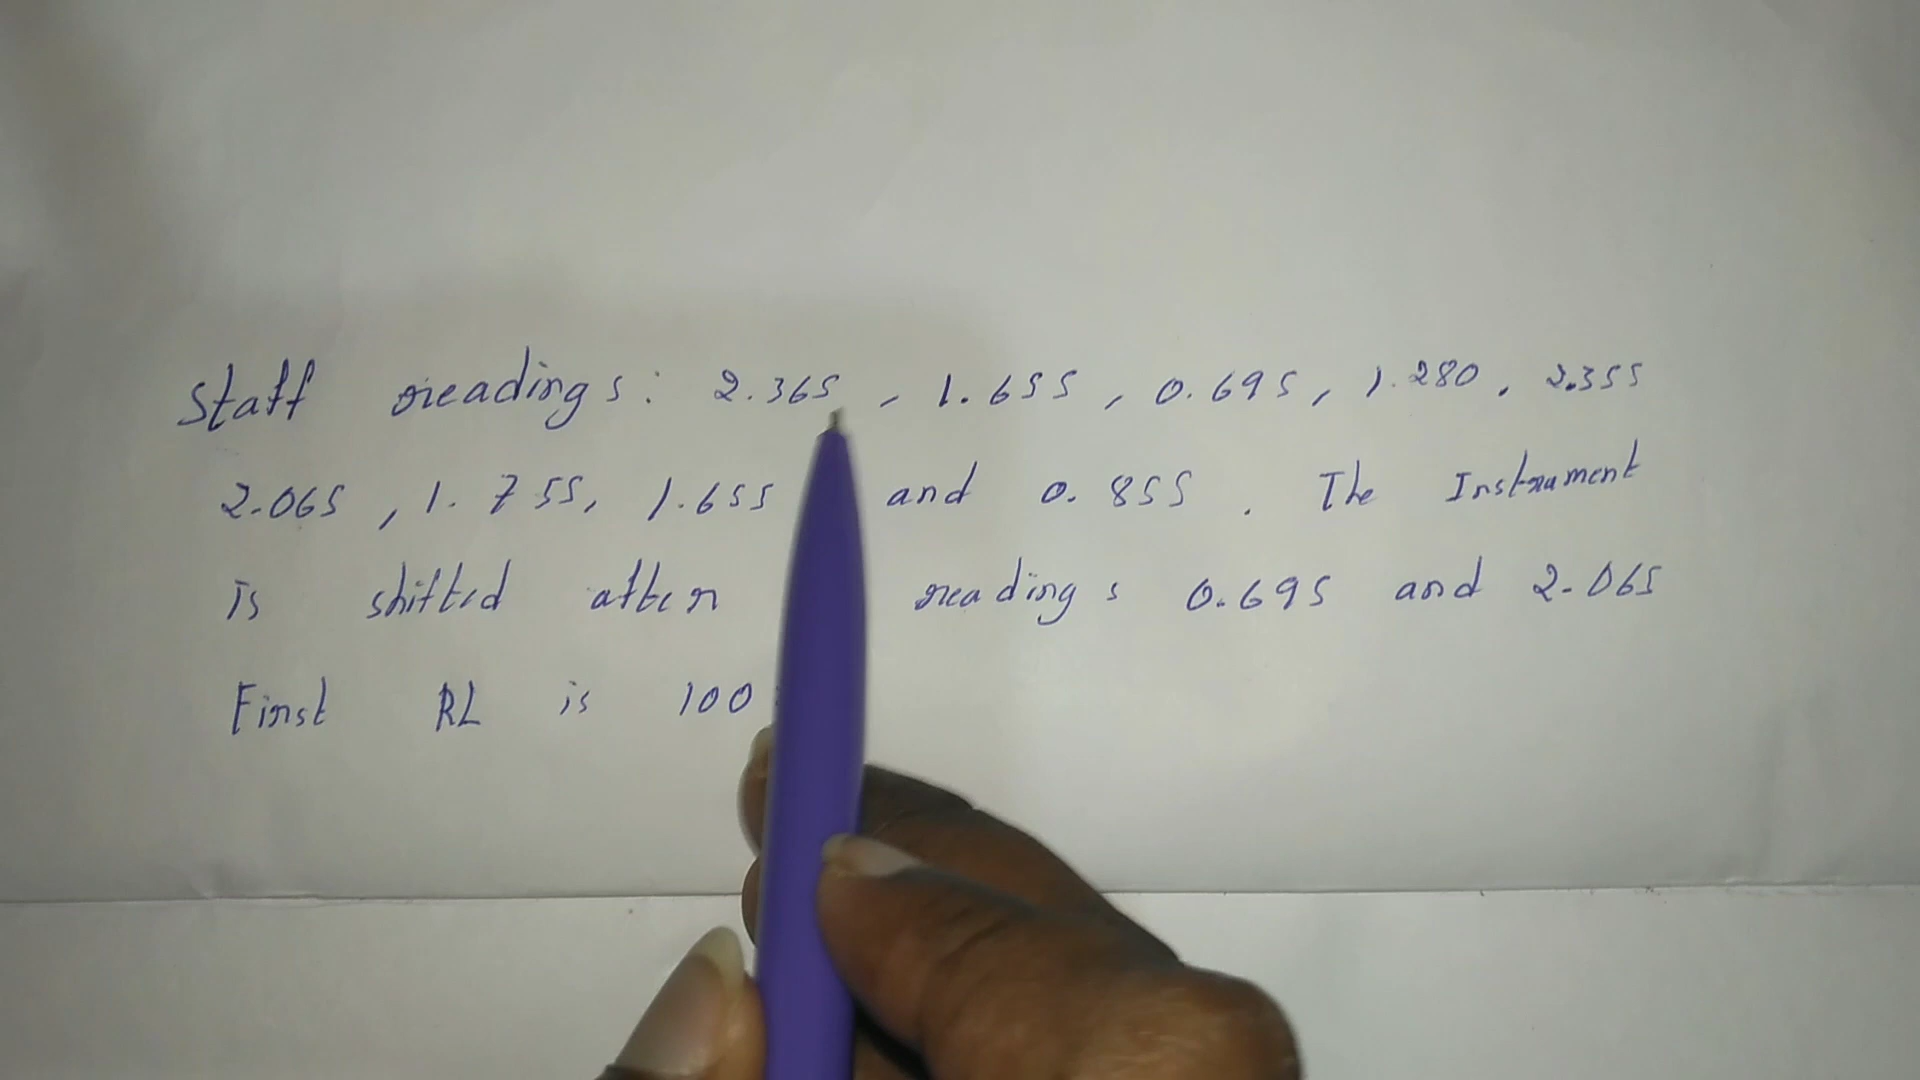 Staff readings: 2.365, 1.655, 0.695, 1.280, 2.355
2.065, 1.755, 1.655 and 0.855. The Instrument
is shifted after readings 0.695 and 2.065
First RL is 100